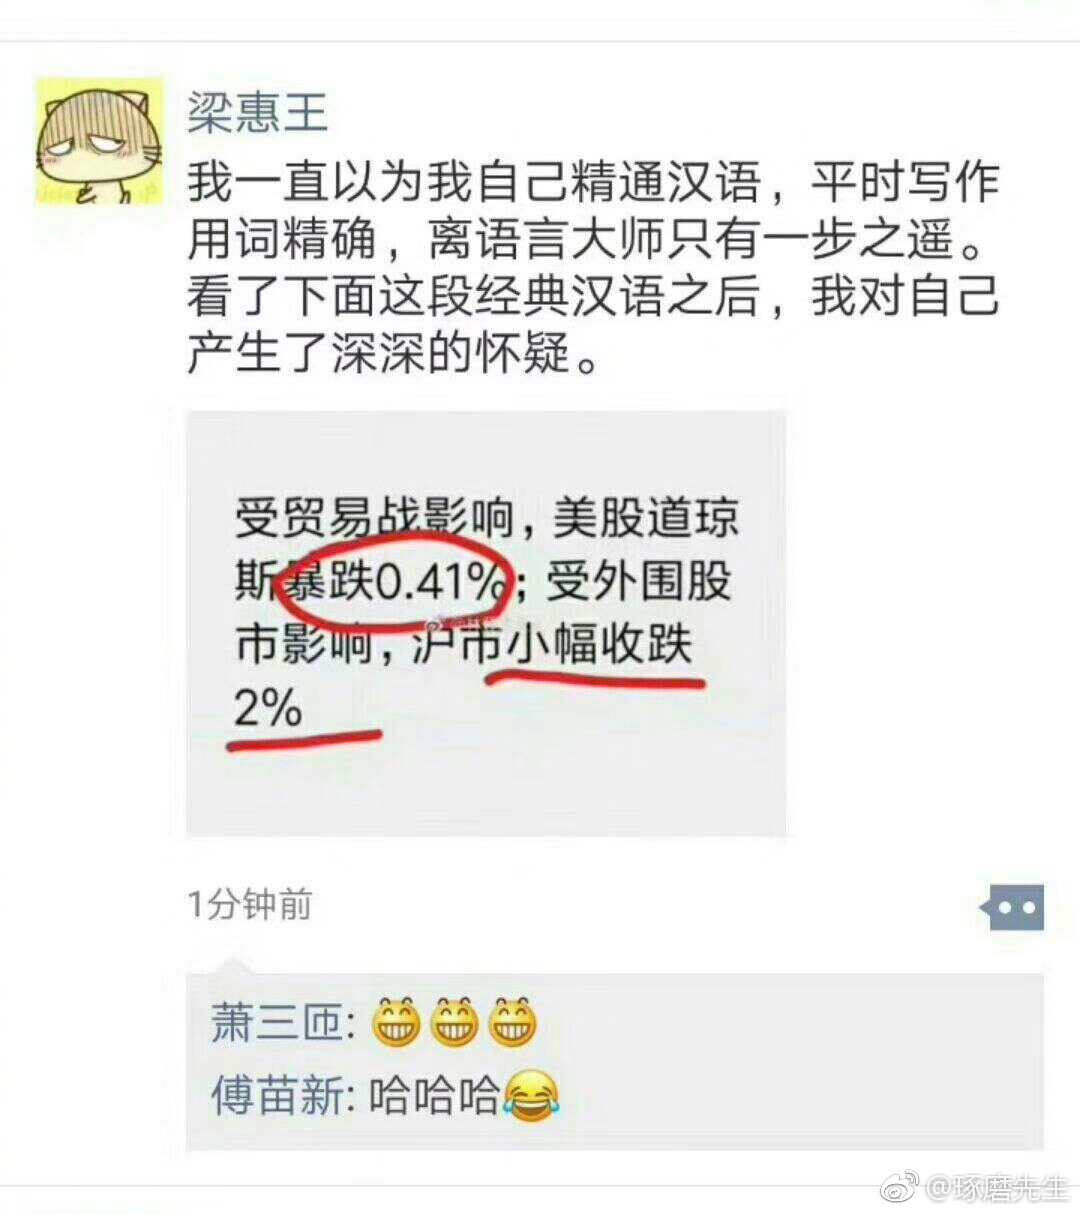 梁惠王
我一直以为我自己精通汉语，平时写作
用词精确，离语言大师只有一步之遥。
看了下面这段经典汉语之后，我对自己
产生了深深的怀疑。
受贸易战影响，美股道琼
斯暴跌0.41%；受外围股
市影响，沪市小幅收跌
2%
1分钟前
萧三匝: 😁😁😁
傅苗新: 哈哈哈😂
@琢磨先生